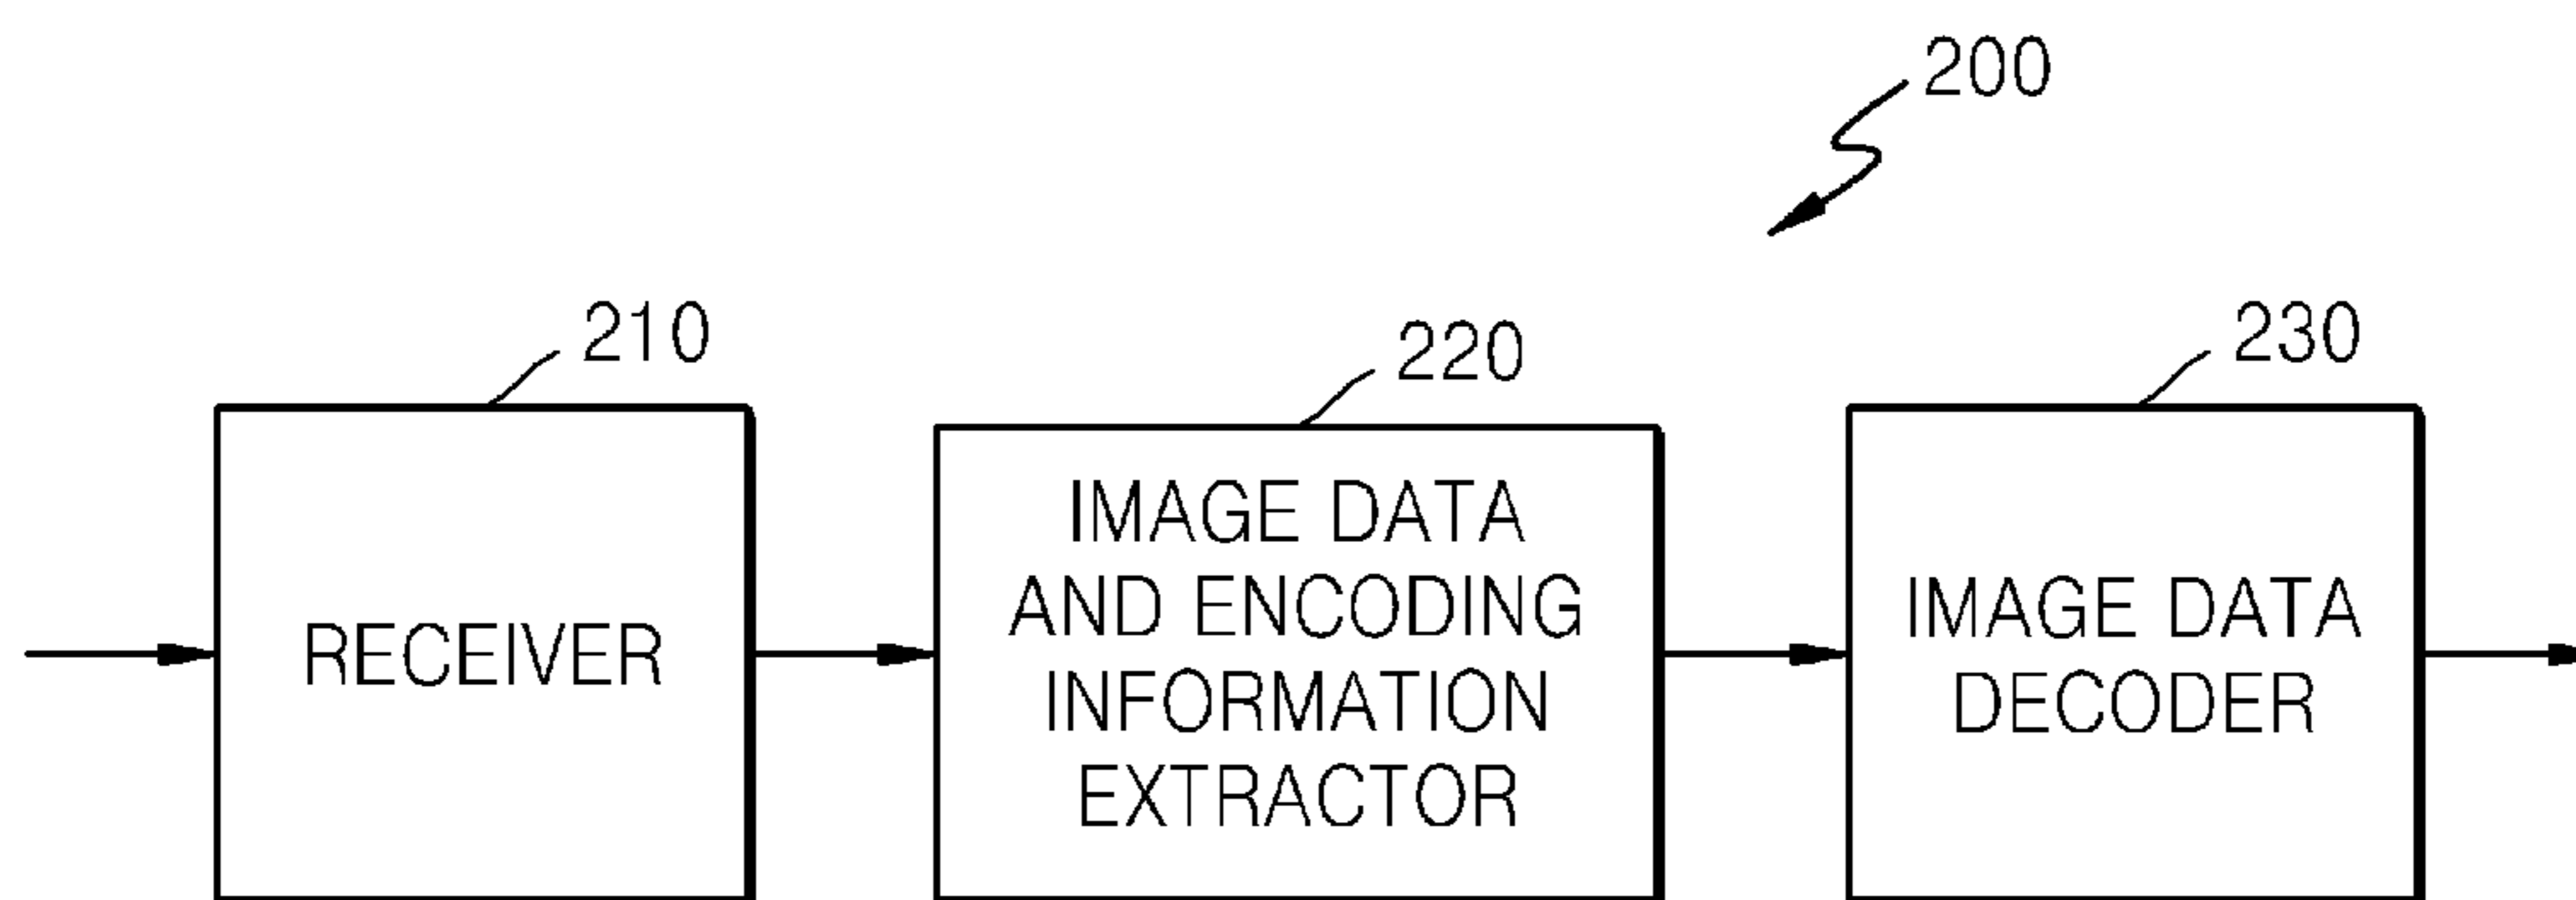 200
210
220
230
RECEIVER
IMAGE DATA
AND ENCODING
INFORMATION
EXTRACTOR
IMAGE DATA
DECODER